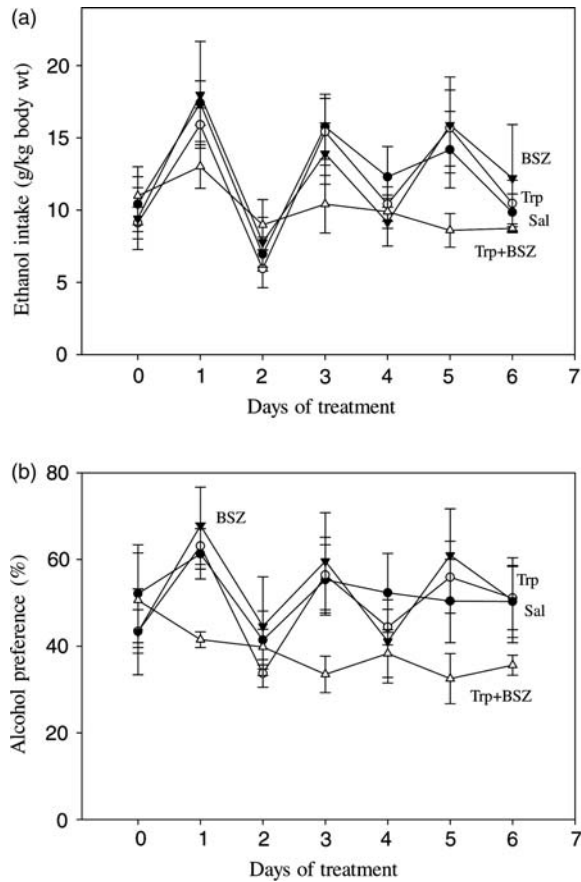 (a)
Ethanol intake (g/kg body wt)
20
15
10
5
0
BSZ
Trp
Sal
Trp+BSZ
0 1 2 3 4 5 6 7
Days of treatment
(b)
Alcohol preference (%)
80
60
40
20
0
BSZ
Trp
Sal
Trp+BSZ
0 1 2 3 4 5 6 7
Days of treatment